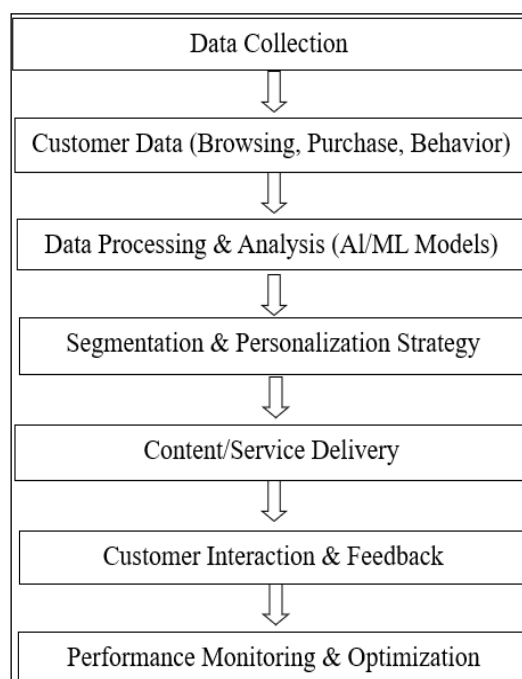 Data Collection
Customer Data (Browsing, Purchase, Behavior)
Data Processing & Analysis (Al/ML Models)
Segmentation & Personalization Strategy
Content/Service Delivery
Customer Interaction & Feedback
Performance Monitoring & Optimization